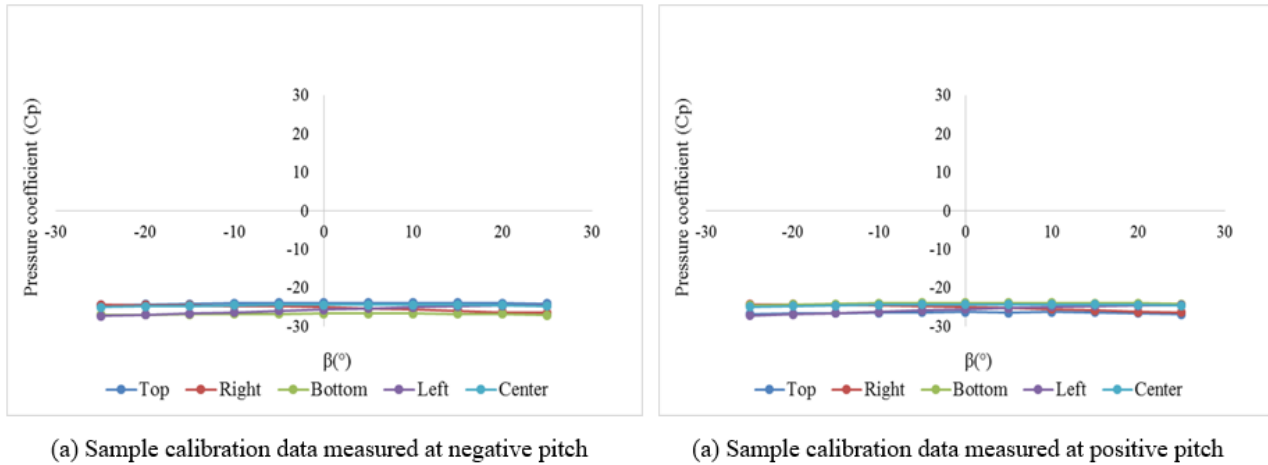 Pressure coefficient (Cp)
30
20
10
0
-10
-20
-30
-30 -20 -10 0 10 20 30
β(°)
Top Right Bottom Left Center
(a) Sample calibration data measured at negative pitch
Pressure coefficient (Cp)
30
20
10
0
-10
-20
-30
-30 -20 -10 0 10 20 30
β(°)
Top Right Bottom Left Center
(a) Sample calibration data measured at positive pitch